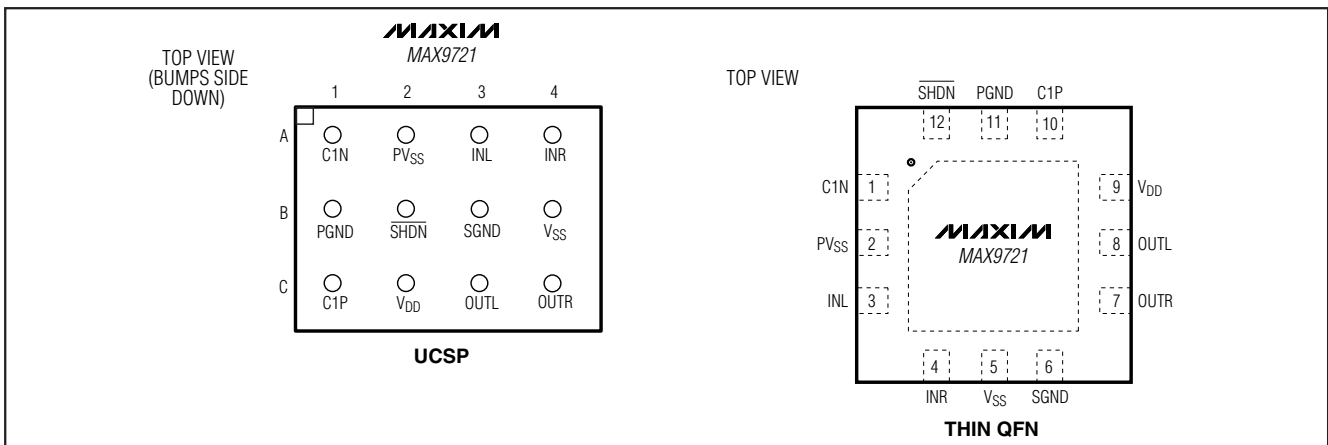 MAXIM
MAX9721
TOP VIEW
(BUMPS SIDE
DOWN)
1 2 3 4
A
C1N PVSS INL INR
B
PGND SHDN SGND VSS
C
C1P VDD OUTL OUTR
UCSP
TOP VIEW
SHDN PGND C1P
12 11 10
C1N 1 9 VDD
MAXIM
MAX9721
PVSS 2 8 OUTL
INL 3 7 OUTR
4 5 6
INR VSS SGND
THIN QFN